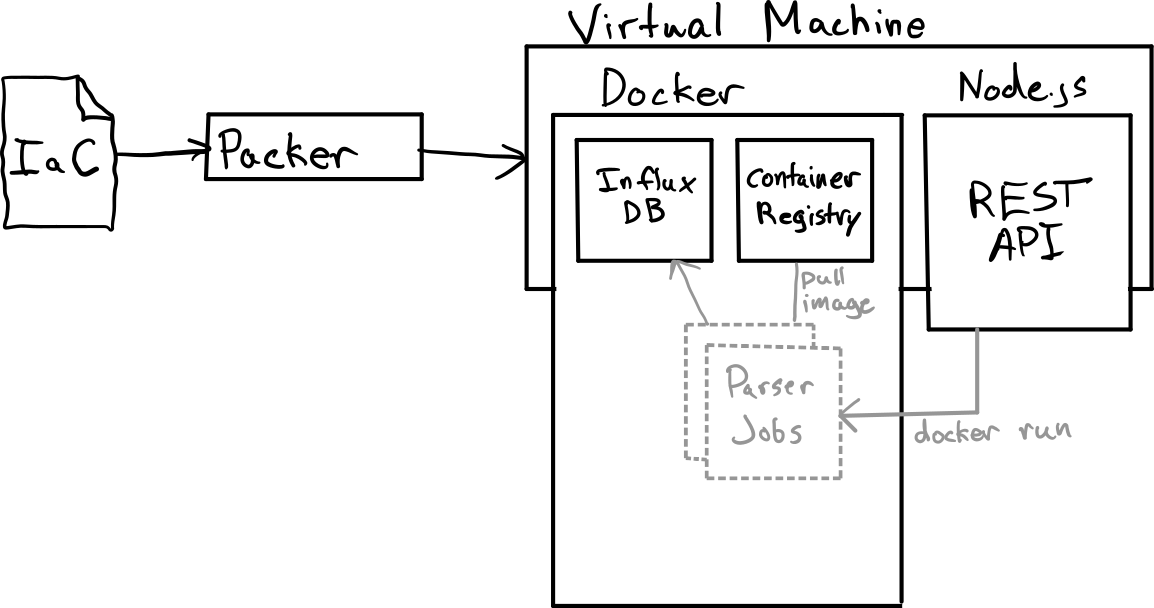 Virtual Machine
IaC
Packer
Docker
Influx
DB
Container
Registry
pull
image
Parser
Jobs
Node.js
REST
API
docker run